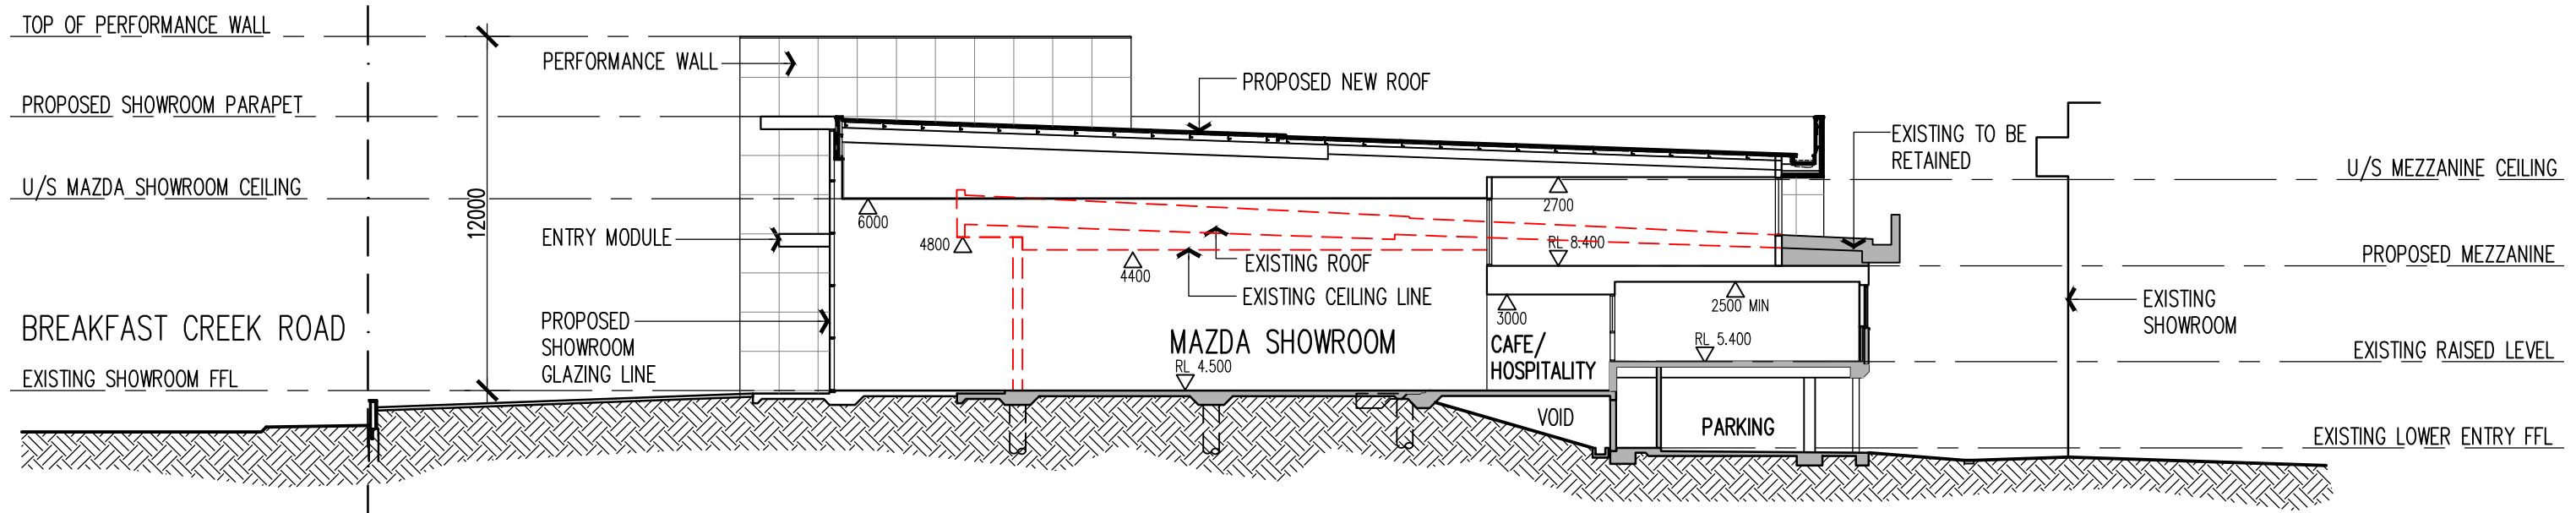 TOP OF PERFORMANCE WALL
PROPOSED SHOWROOM PARAPET
U/S MAZDA SHOWROOM CEILING
BREAKFAST CREEK ROAD
EXISTING SHOWROOM FFL
12000
PERFORMANCE WALL
ENTRY MODULE
PROPOSED
SHOWROOM
GLAZING LINE
PROPOSED NEW ROOF
6000
4800
4400
EXISTING ROOF
EXISTING CEILING LINE
MAZDA SHOWROOM
RL 4.500
2700
RL 8.400
3000
CAFE/
HOSPITALITY
2500 MIN
RL 5.400
VOID
PARKING
EXISTING TO BE
RETAINED
EXISTING
SHOWROOM
U/S MEZZANINE CEILING
PROPOSED MEZZANINE
EXISTING RAISED LEVEL
EXISTING LOWER ENTRY FFL